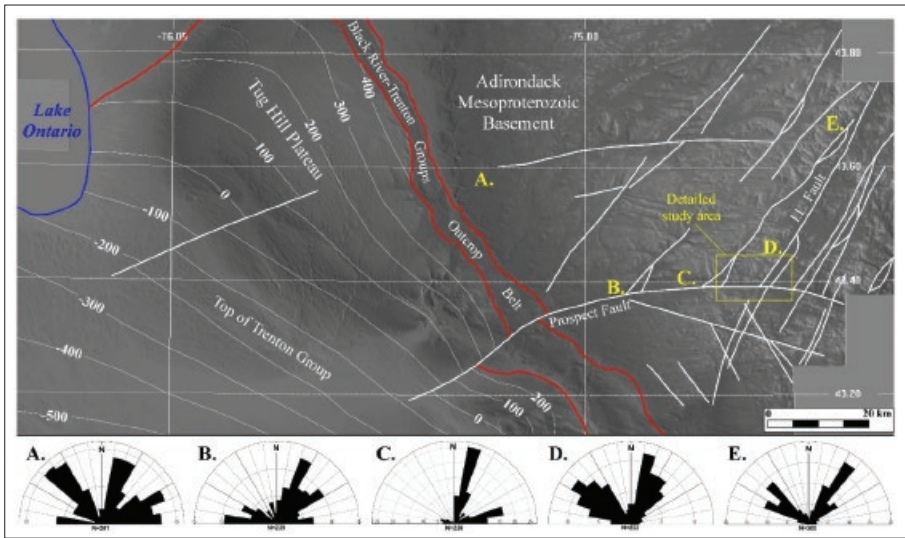 -76.00
-75.00
43.80
43.60
43.40
43.20
Lake
Ontario
Tug Hill Plateau
Black River-Trenton
Groups
Outcrop
Belt
Adirondack
Mesoproterozoic
Basement
400
300
200
100
0
-100
-200
-300
-400
-500
Top of Trenton Group
0
100
200
A.
B.
C.
D.
E.
Detailed
study area
Prospect Fault
Fault
0
20 km
A.
B.
C.
D.
E.
N
N
N
N
N